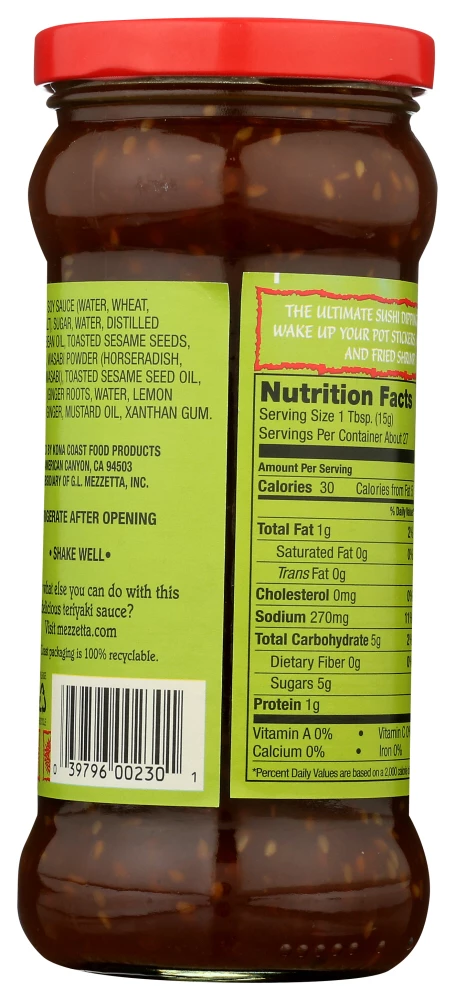 SOY SAUCE (WATER, WHEAT,
SUGAR, WATER, DISTILLED
OIL, TOASTED SESAME SEEDS,
WASABI POWDER (HORSERADISH,
WASABI), TOASTED SESAME SEED OIL,
GINGER ROOTS, WATER, LEMON
GINGER, MUSTARD OIL, XANTHAN GUM.
BY KONA COAST FOOD PRODUCTS
AMERICAN CANYON, CA 94503
OF G.L. MEZZETTA, INC.
AFTER OPENING
•SHAKE WELL•
what else you can do with this
delicious teriyaki sauce?
Visit mezzetta.com
packaging is 100% recyclable.
0 39796 00230 1
THE ULTIMATE SUSHI
WAKE UP YOUR POT STICKERS
AND FRIED SHRIMP
Nutrition Facts
Serving Size 1 Tbsp. (15g)
Servings Per Container About 27
Amount Per Serving
Calories 30 Calories from
% Daily
Total Fat 1g
Saturated Fat 0g
Trans Fat 0g
Cholesterol 0mg
Sodium 270mg
Total Carbohydrate 5g
Dietary Fiber 0g
Sugars 5g
Protein 1g
Vitamin A 0% • Vitamin C 0%
Calcium 0% • Iron 0%
*Percent Daily Values are based on a 2,000